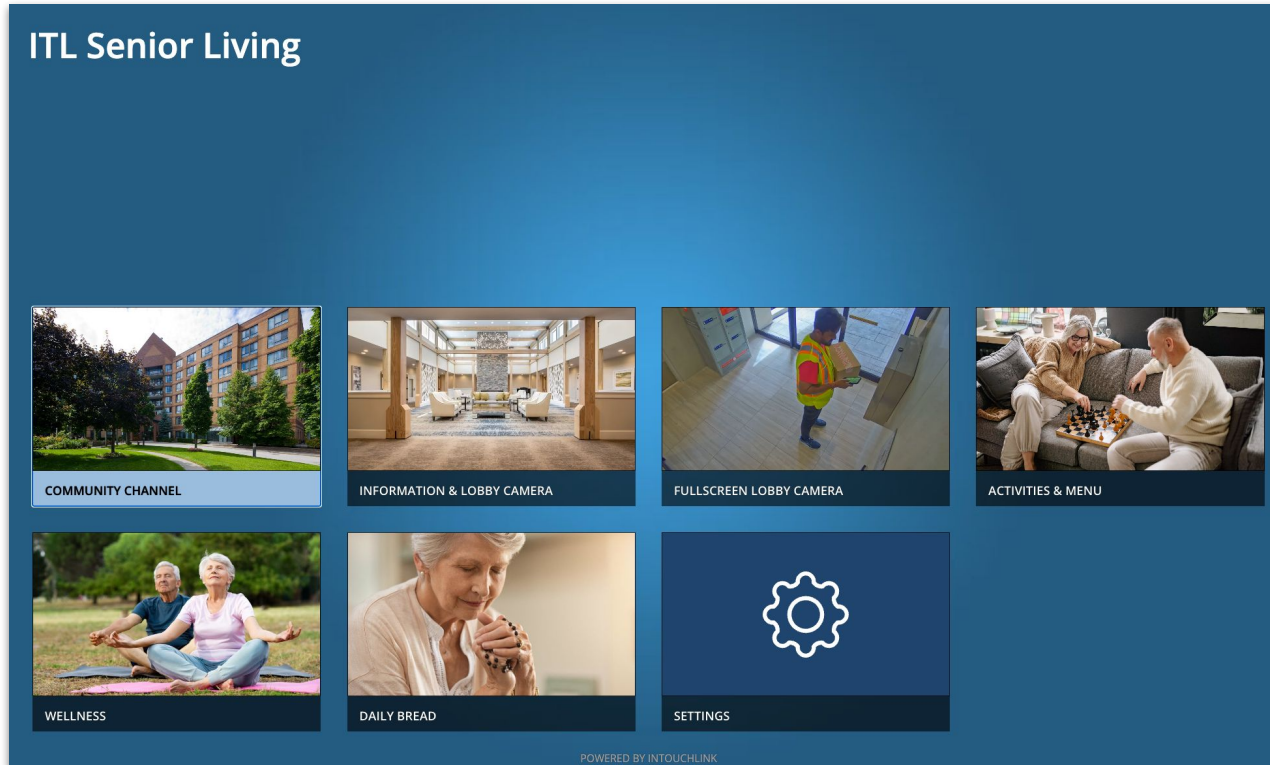 ITL Senior Living
COMMUNITY CHANNEL
INFORMATION & LOBBY CAMERA
FULLSCREEN LOBBY CAMERA
ACTIVITIES & MENU
WELLNESS
DAILY BREAD
SETTINGS
POWERED BY INTOUCHLINK